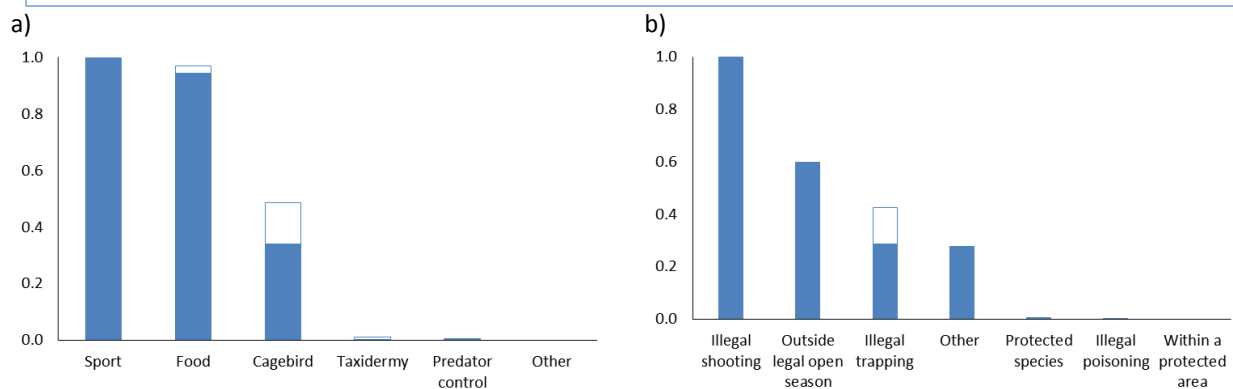 a)
1.0
0.8
0.6
0.4
0.2
0.0
Sport
Food
Cagebird
Taxidermy
Predator
control
Other
b)
1.0
0.8
0.6
0.4
0.2
0.0
Illegal
shooting
Outside
legal open
season
Illegal
trapping
Other
Protected
species
Illegal
poisoning
Within a
protected
area